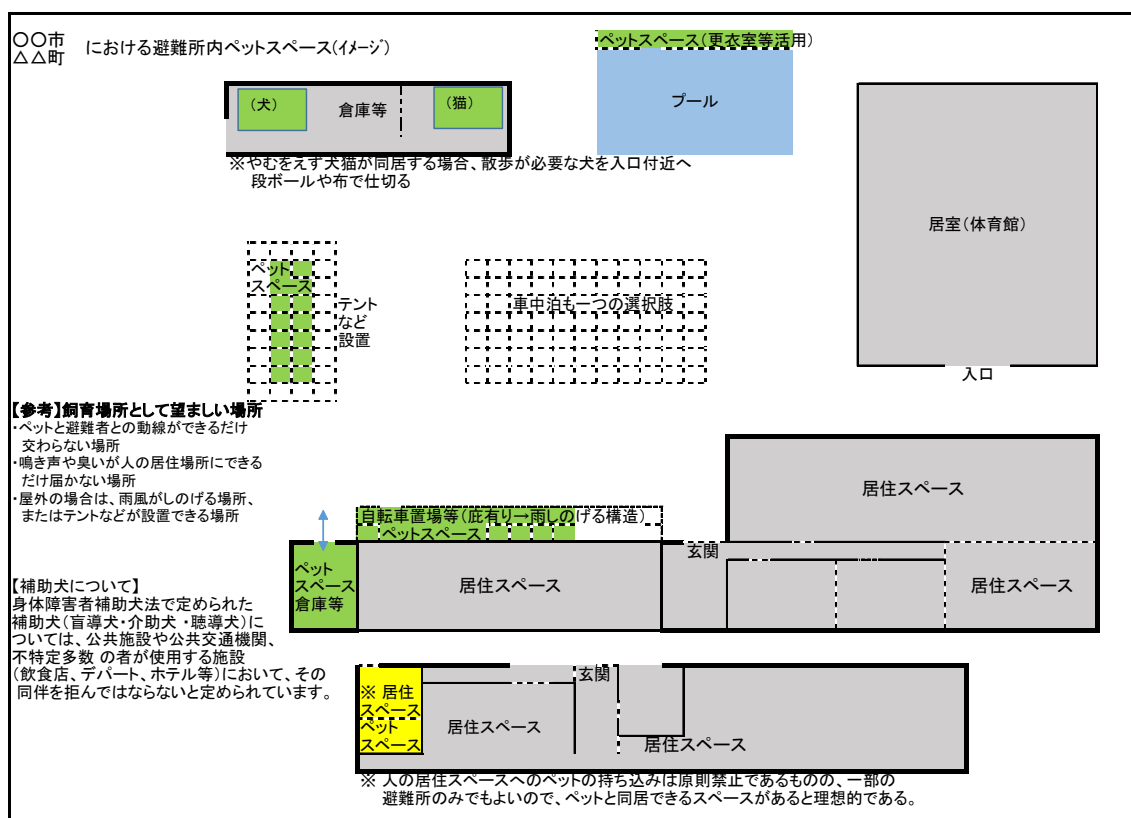 ○○市
△△町
における避難所内ペットスペース(イメージ)
ペットスペース(更衣室等活用)
プール
(犬)
倉庫等
(猫)
※やむをえず犬猫が同居する場合、散歩が必要な犬を入口付近へ
段ボールや布で仕切る
居室(体育館)
入口
ペット
スペース
テント
など
設置
車中泊も一つの選択肢
【参考】飼育場所として望ましい場所
・ペットと避難者との動線ができるだけ
交わらない場所
・鳴き声や臭いが人の居住場所にできる
だけ届かない場所
・屋外の場合は、雨風がしのげる場所、
またはテントなどが設置できる場所
自転車置場等(庇有り→雨しのげる構造)
ペットスペース
ペット
スペース
倉庫等
居住スペース
玄関
居住スペース
居住スペース
【補助犬について】
身体障害者補助犬法で定められた
補助犬(盲導犬・介助犬・聴導犬)に
ついては、公共施設や公共交通機関、
不特定多数 の者が使用する施設
(飲食店、デパート、ホテル等)において、その
同伴を拒んではならないと定められています。
※ 居住
スペース
ペット
スペース
居住スペース
玄関
居住スペース
※ 人の居住スペースへのペットの持ち込みは原則禁止であるものの、一部の
避難所のみでもよいので、ペットと同居できるスペースがあると理想的である。